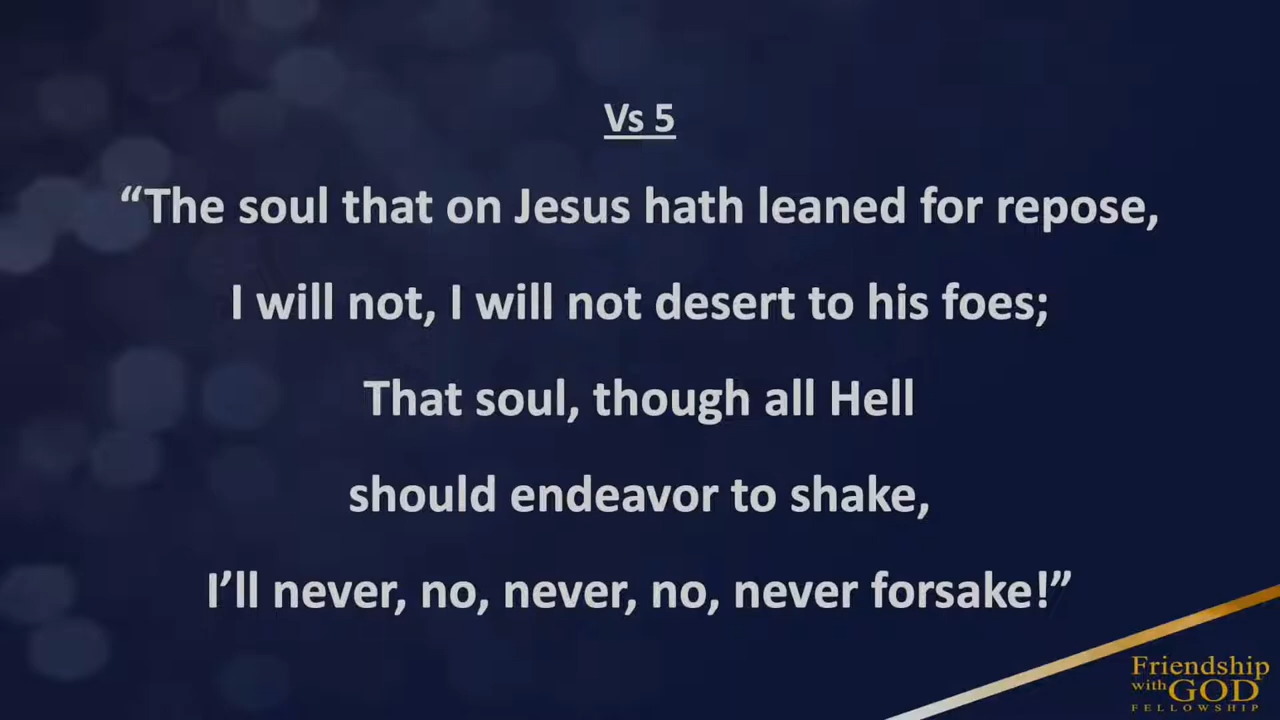 Vs 5
“The soul that on Jesus hath leaned for repose,
I will not, I will not desert to his foes;
That soul, though all Hell
should endeavor to shake,
I’ll never, no, never, no, never forsake!”
Friendship
with GOD
FELLOWSHIP